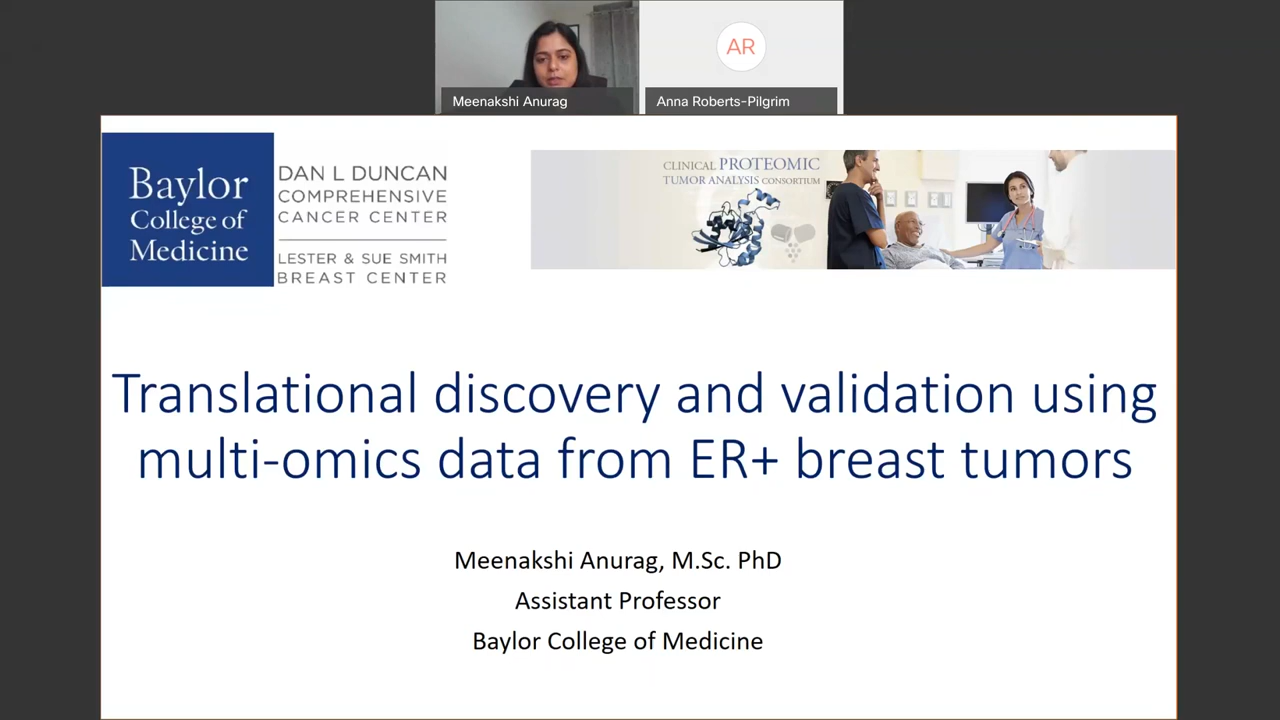 Meenakshi Anurag
AR
Anna Roberts-Pilgrim
Baylor
College of
Medicine
DAN L DUNCAN
COMPREHENSIVE
CANCER CENTER
LESTER & SUE SMITH
BREAST CENTER
CLINICAL PROTEOMIC
TUMOR ANALYSIS CONSORTIUM
Translational discovery and validation using
multi-omics data from ER+ breast tumors
Meenakshi Anurag, M.Sc. PhD
Assistant Professor
Baylor College of Medicine